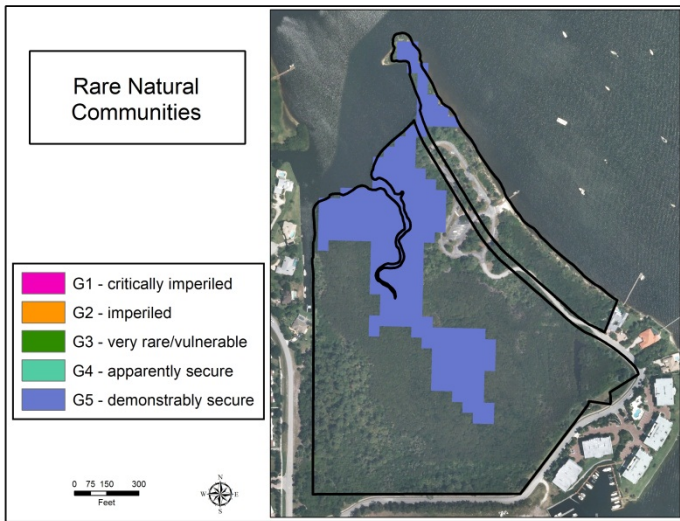 Rare Natural
Communities
G1 - critically imperiled
G2 - imperiled
G3 - very rare/vulnerable
G4 - apparently secure
G5 - demonstrably secure
0 75 150 300
Feet
N
W E
S